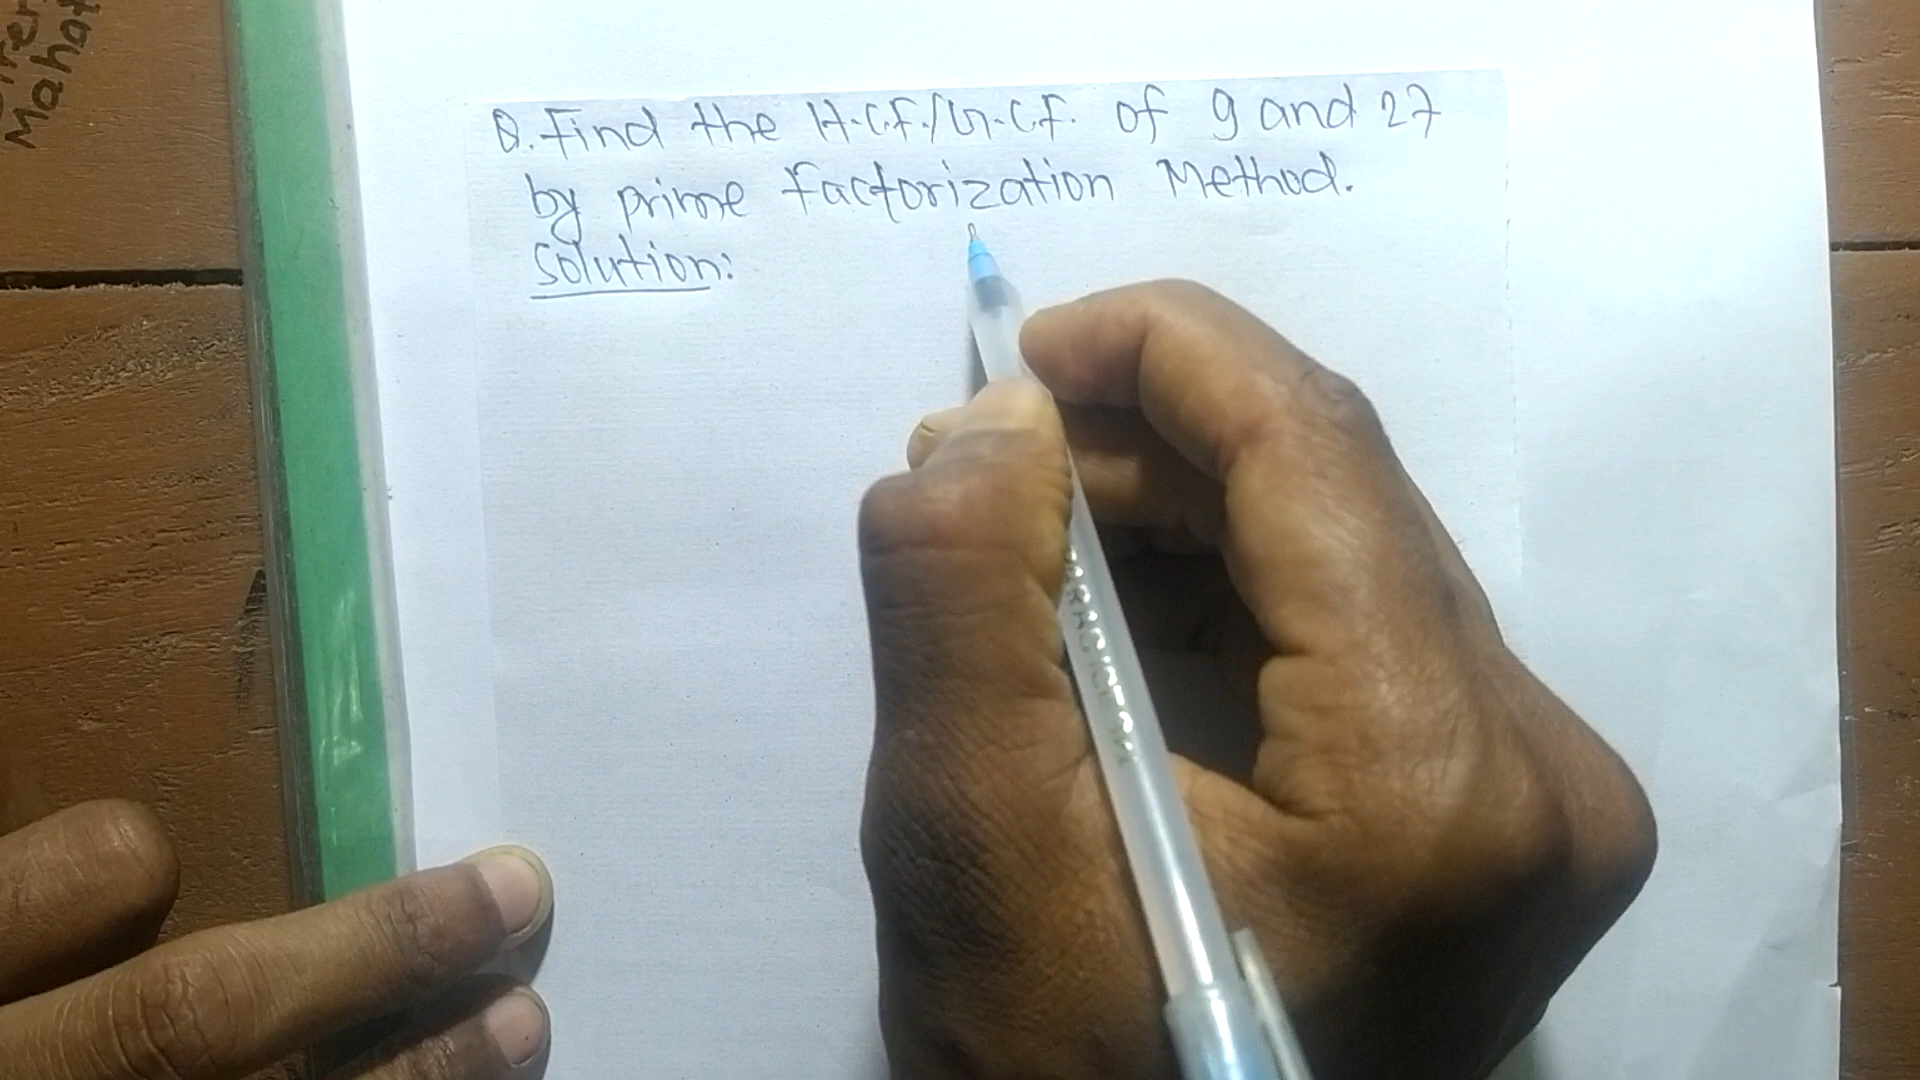 Q. Find the H.C.F./G.C.F. of 9 and 27
by prime factorization Method.
Solution: